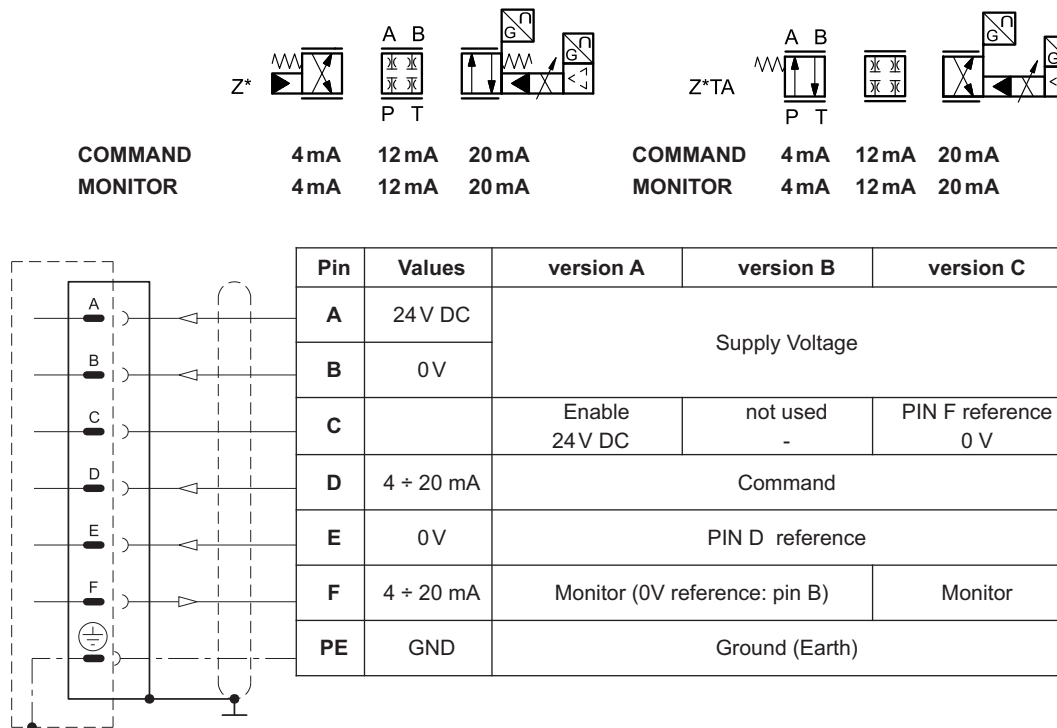 A B
G
G
Z*
P T
A B
G
G
Z*TA
P T
COMMAND 4 mA 12 mA 20 mA
MONITOR 4 mA 12 mA 20 mA
COMMAND 4 mA 12 mA 20 mA
MONITOR 4 mA 12 mA 20 mA
Pin Values version A version B version C
A A 24 V DC Supply Voltage
B B 0 V
C C Enable 24 V DC not used - PIN F reference 0 V
D D 4 ÷ 20 mA Command
E E 0 V PIN D reference
F F 4 ÷ 20 mA Monitor (0V reference: pin B) Monitor
PE GND Ground (Earth)